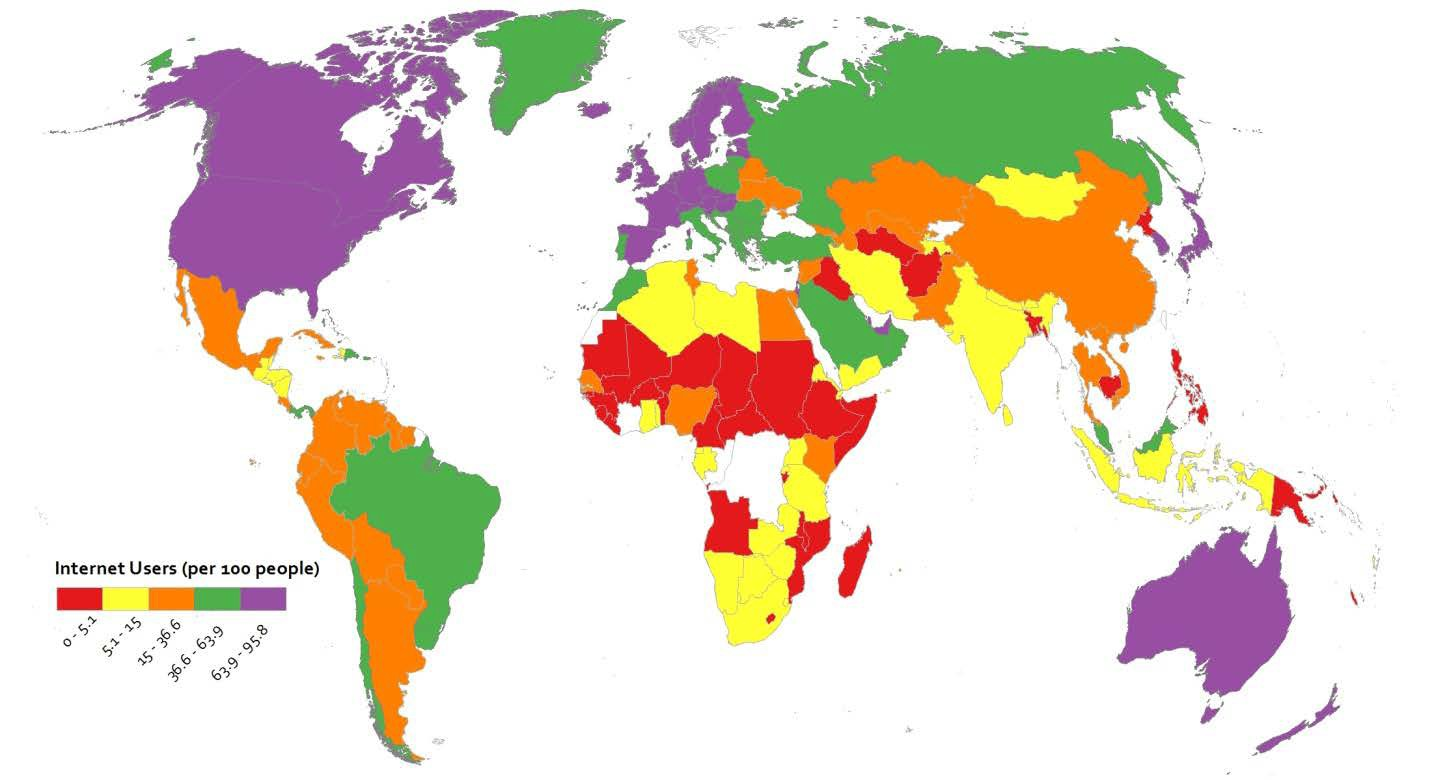 Internet Users (per 100 people)
0 - 5.1
5.1 - 15
15 - 36.6
36.6 - 63.9
63.9 - 95.8